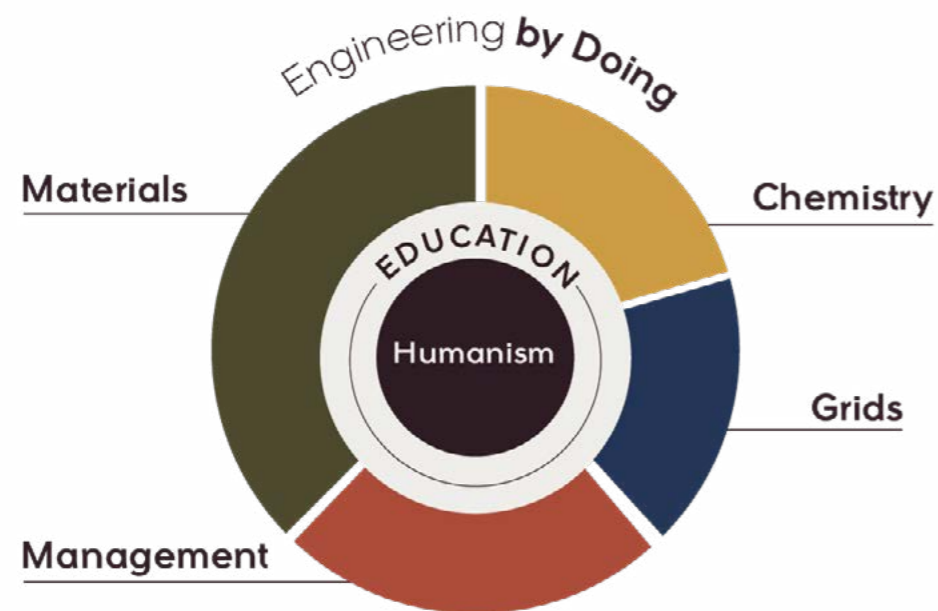 Engineering by Doing
Materials
Chemistry
EDUCATION
Humanism
Grids
Management